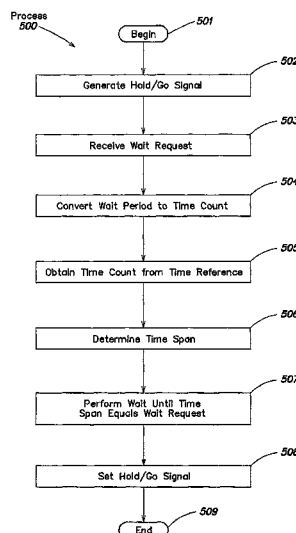 Process
500
Begin
501
Generate Hold/Go Signal
502
Receive Wait Request
503
Convert Wait Period to Time Count
504
Obtain Time Count from Time Reference
505
Determine Time Span
506
Perform Wait Until Time
Span Equals Wait Request
507
Set Hold/Go Signal
508
End
509